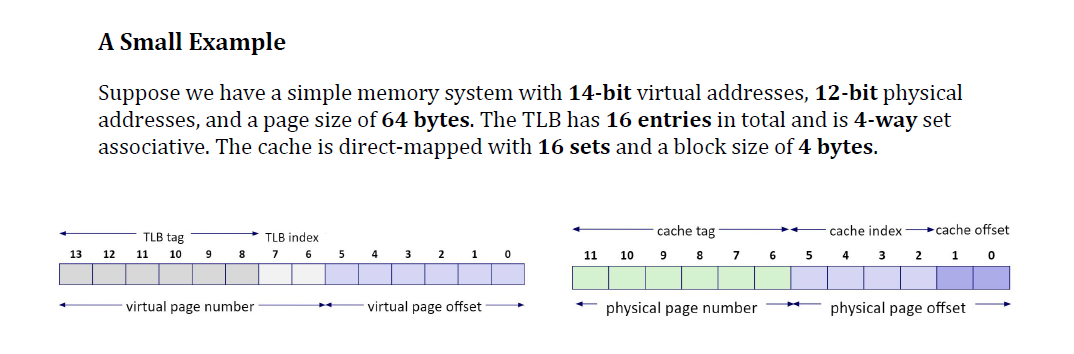 A Small Example
Suppose we have a simple memory system with 14-bit virtual addresses, 12-bit physical
addresses, and a page size of 64 bytes. The TLB has 16 entries in total and is 4-way set
associative. The cache is direct-mapped with 16 sets and a block size of 4 bytes.
TLB tag TLB index
13 12 11 10 9 8 7 6 5 4 3 2 1 0
virtual page number virtual page offset
cache tag cache index cache offset
11 10 9 8 7 6 5 4 3 2 1 0
physical page number physical page offset